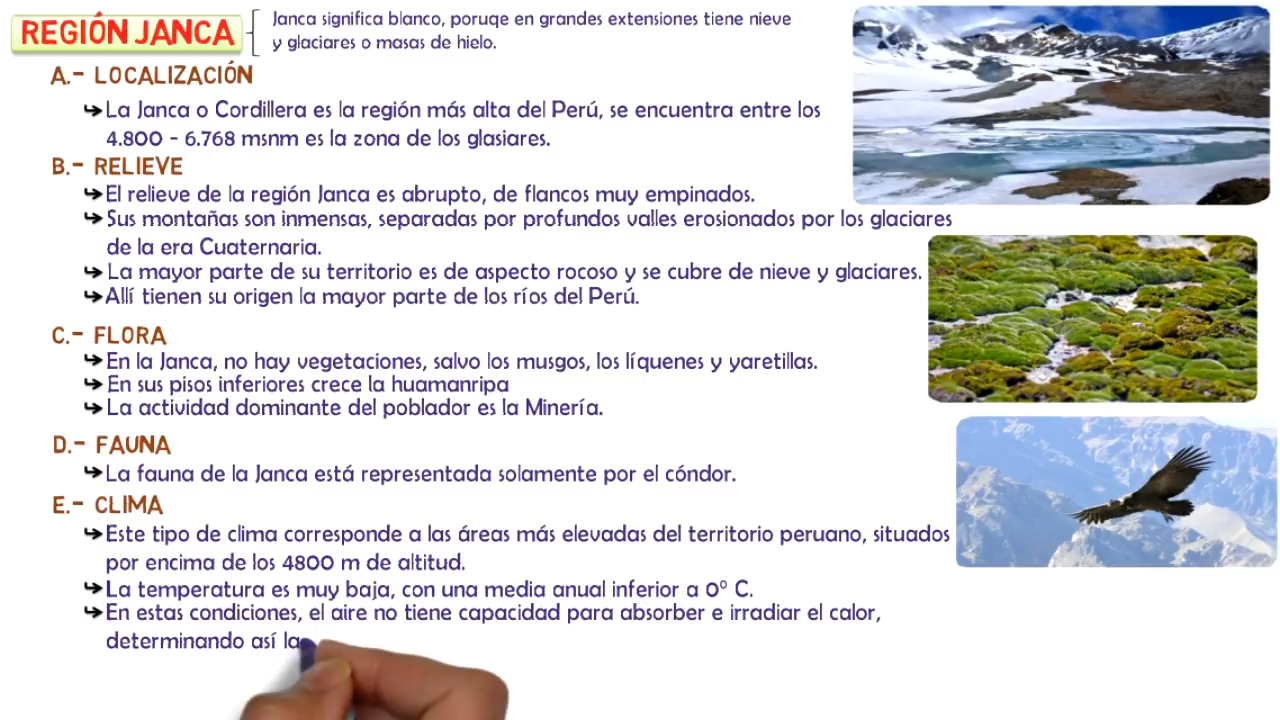 REGIÓN JANCA
Janca significa blanco, poruqe en grandes extensiones tiene nieve
y glaciares o masas de hielo.
A.- LOCALIZACIÓN
La Janca o Cordillera es la región más alta del Perú, se encuentra entre los
4.800 - 6.768 msnm es la zona de los glasiares.
B.- RELIEVE
El relieve de la región Janca es abrupto, de flancos muy empinados.
Sus montañas son inmensas, separadas por profundos valles erosionados por los glaciares
de la era Cuaternaria.
La mayor parte de su territorio es de aspecto rocoso y se cubre de nieve y glaciares.
Allí tienen su origen la mayor parte de los ríos del Perú.
C.- FLORA
En la Janca, no hay vegetaciones, salvo los musgos, los líquenes y yaretillas.
En sus pisos inferiores crece la huamanripa
La actividad dominante del poblador es la Minería.
D.- FAUNA
La fauna de la Janca está representada solamente por el cóndor.
E.- CLIMA
Este tipo de clima corresponde a las áreas más elevadas del territorio peruano, situados
por encima de los 4800 m de altitud.
La temperatura es muy baja, con una media anual inferior a 0° C.
En estas condiciones, el aire no tiene capacidad para absorber e irradiar el calor,
determinando así la